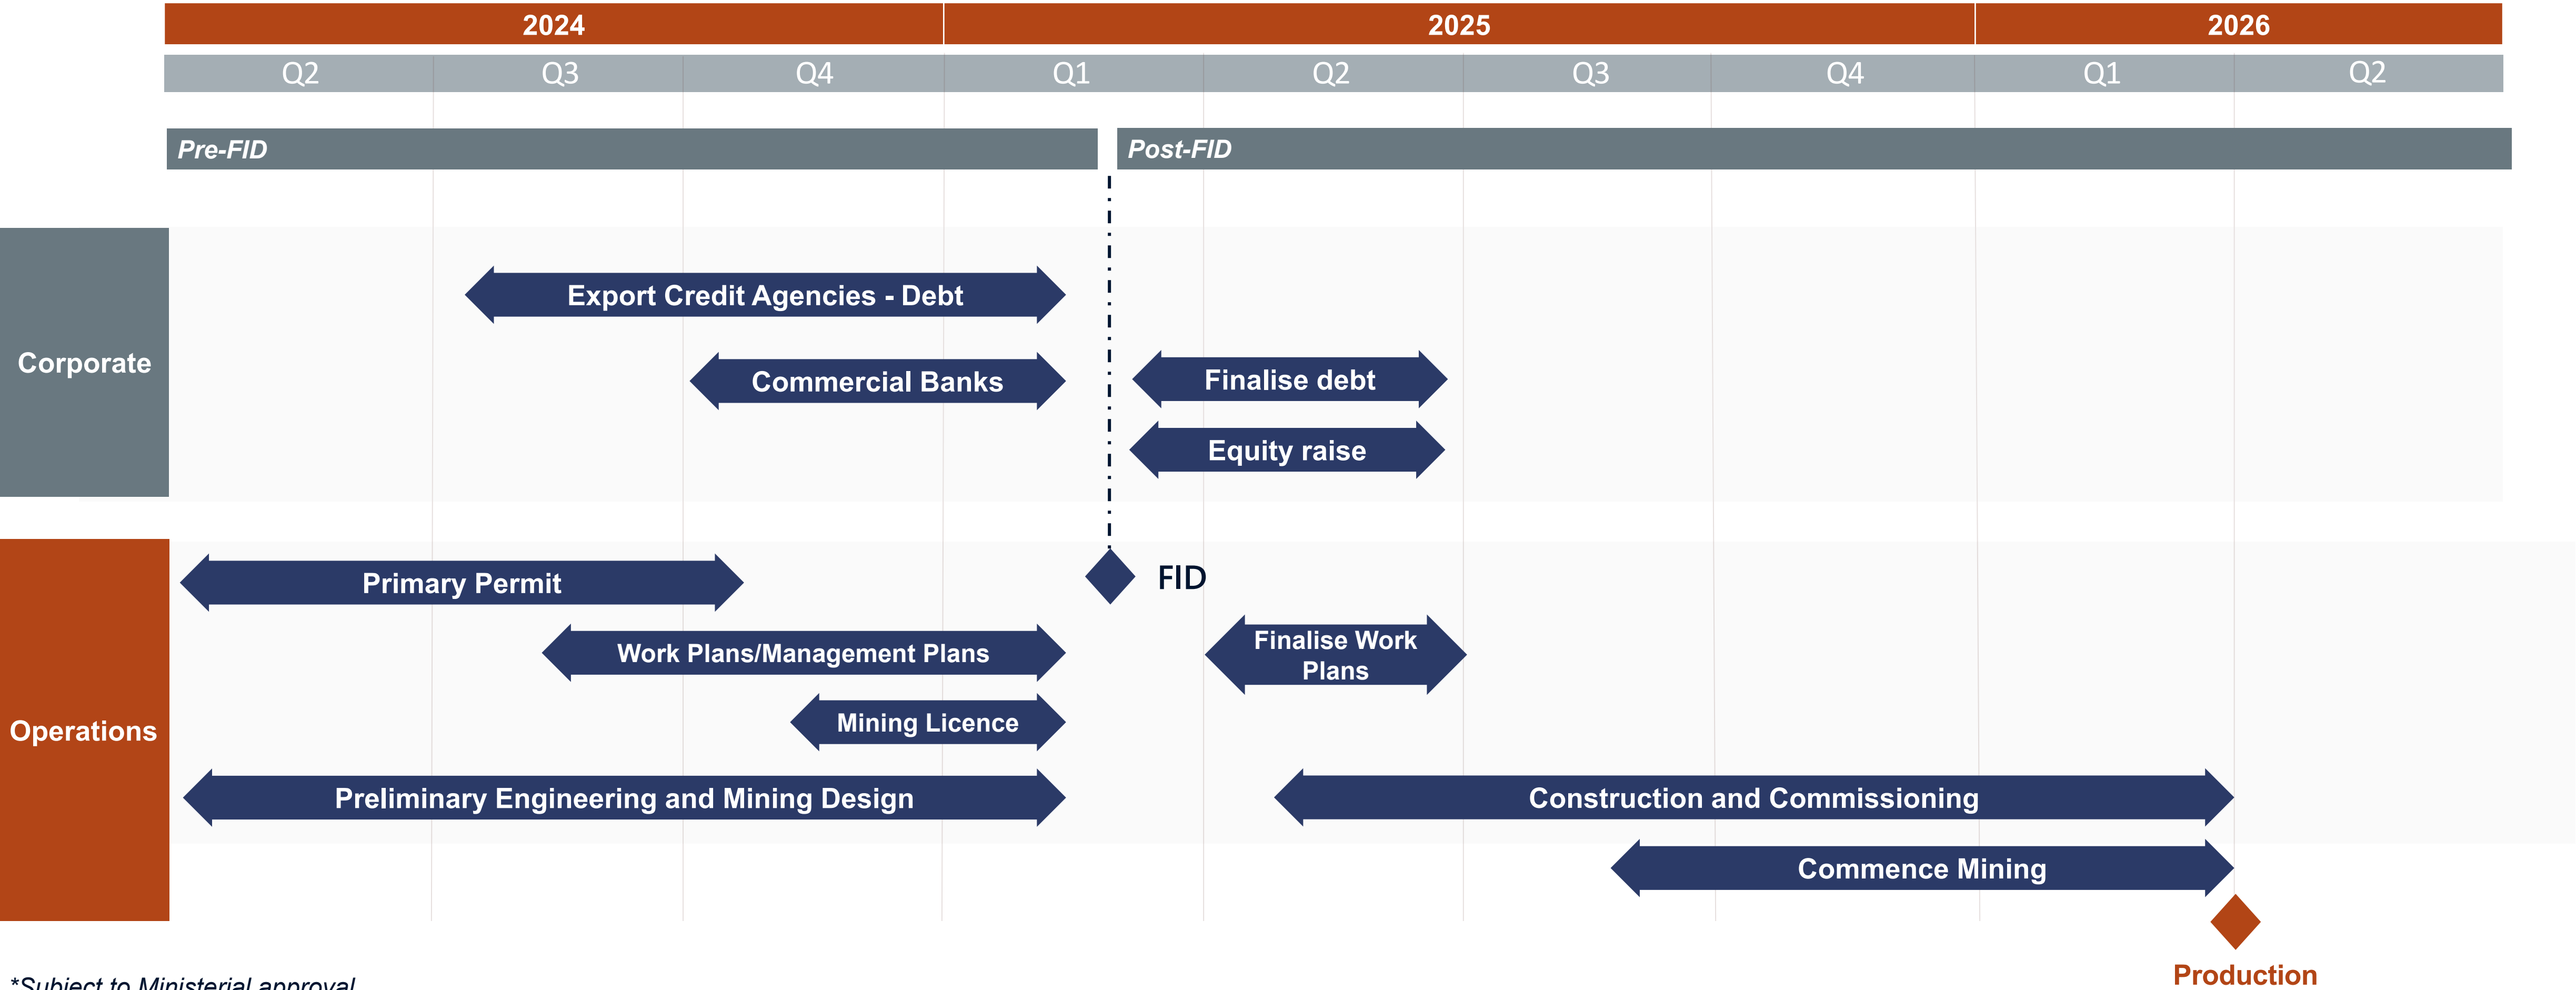 2024 2025 2026
Q2 Q3 Q4 Q1 Q2 Q3 Q4 Q1 Q2
Pre-FID Post-FID
Corporate
Export Credit Agencies - Debt
Commercial Banks
Finalise debt
Equity raise
Operations
Primary Permit
FID
Work Plans/Management Plans
Finalise Work
Plans
Mining Licence
Preliminary Engineering and Mining Design
Construction and Commissioning
Commence Mining
Production
*Subject to Ministerial approval